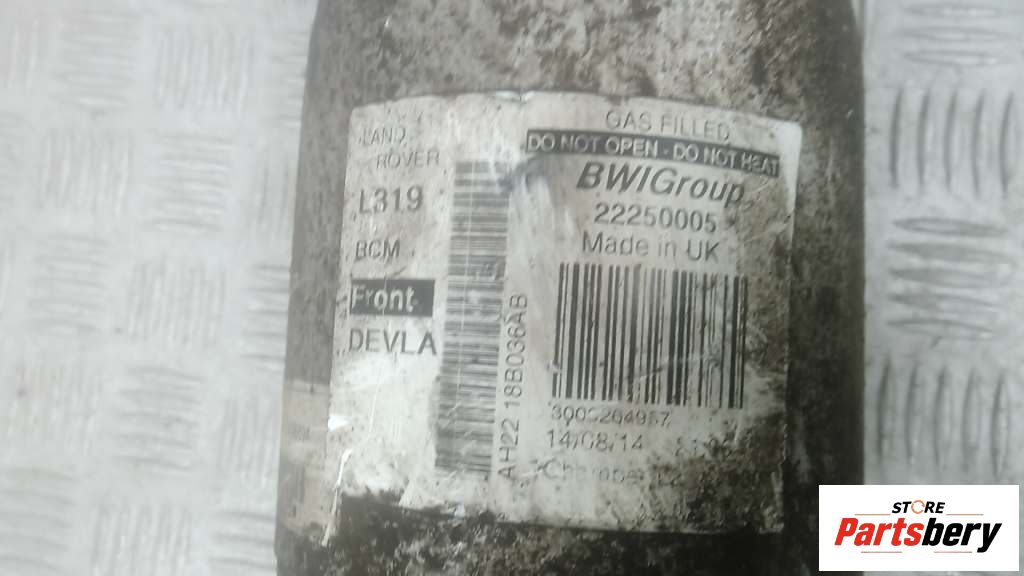 LAND
ROVER
L319
BCM
Front
DEVLA
AH22 18B036AB
GAS FILLED
DO NOT OPEN - DO NOT HEAT
BWIGroup
22250005
Made in UK
14/08/14
STORE
Partsbery